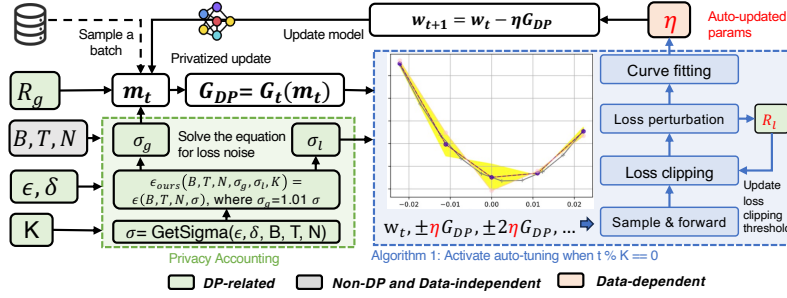 Sample a
batch
Update model
w_{t+1} = w_t - ηG_{DP}
η
Auto-updated
params
Privatized update
R_g
m_t
G_{DP} = G_t(m_t)
B, T, N
σ_g
Solve the equation
for loss noise
σ_l
ϵ, δ
ϵ_{ours}(B, T, N, σ_g, σ_l, K) =
ϵ(B, T, N, σ), where σ_g=1.01 σ
K
σ= GetSigma(ϵ, δ, B, T, N)
Privacy Accounting
Curve fitting
Loss perturbation
R_l
Loss clipping
Update
loss
clipping
threshold
Sample & forward
−0.02 −0.01 0.00 0.01 0.02
w_t, ±ηG_{DP}, ±2ηG_{DP}, ...
Algorithm 1: Activate auto-tuning when t % K == 0
DP-related
Non-DP and Data-independent
Data-dependent